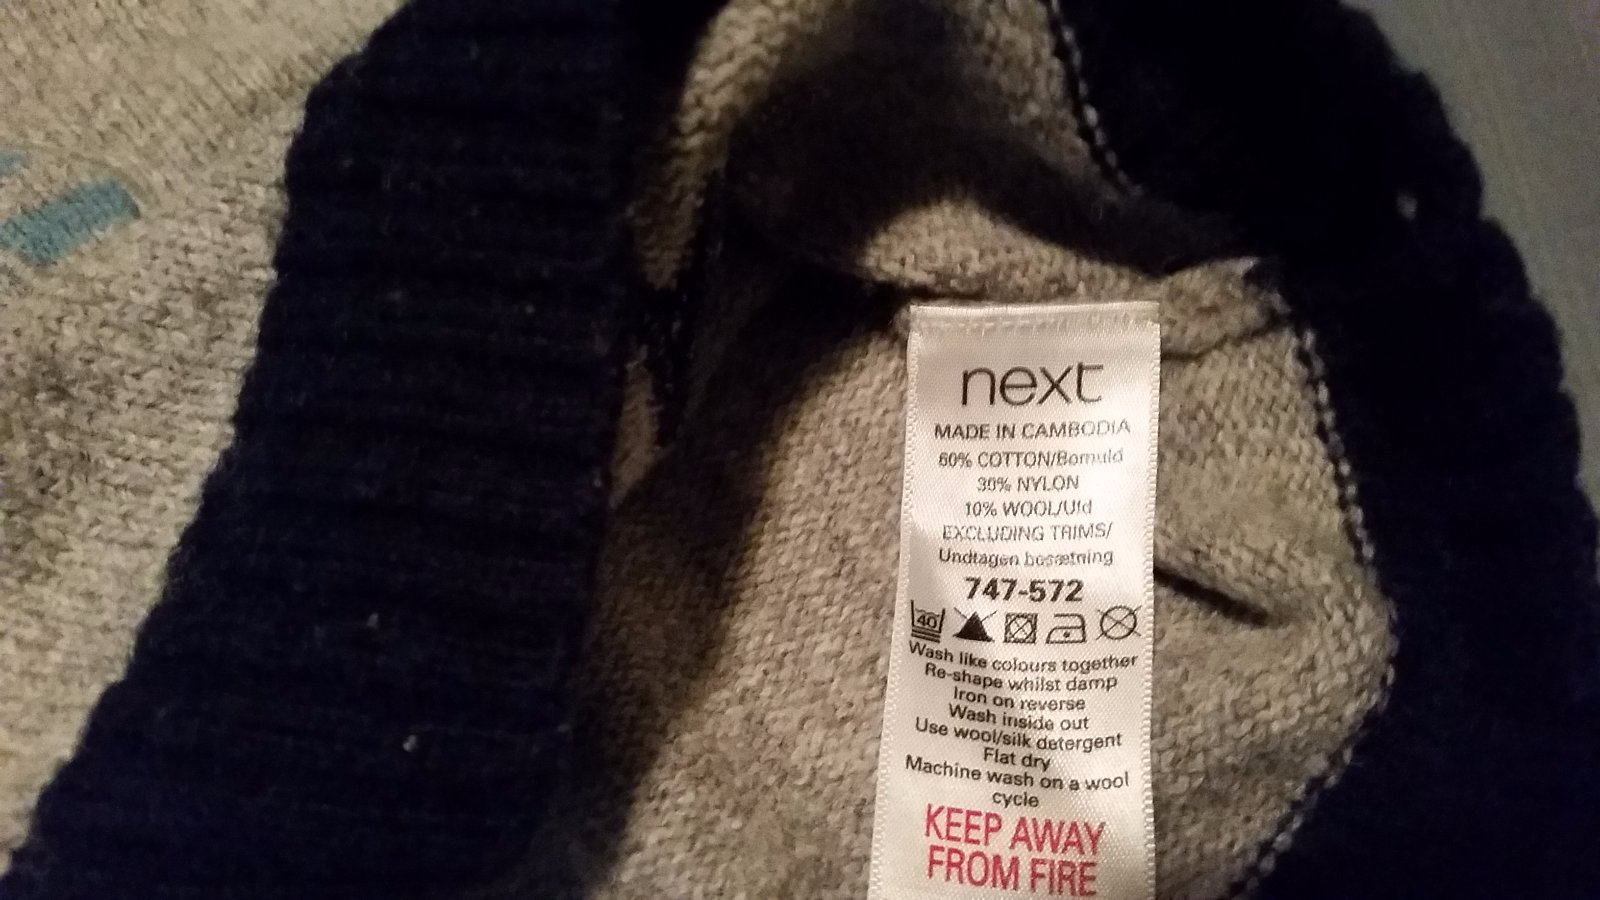 next
MADE IN CAMBODIA
60% COTTON/Bomuld
30% NYLON
10% WOOL/Uld
EXCLUDING TRIMS/
Undtagen besætning
747-572
40
Wash like colours together
Re-shape whilst damp
Iron on reverse
Wash inside out
Use wool/silk detergent
Flat dry
Machine wash on a wool
cycle
KEEP AWAY
FROM FIRE